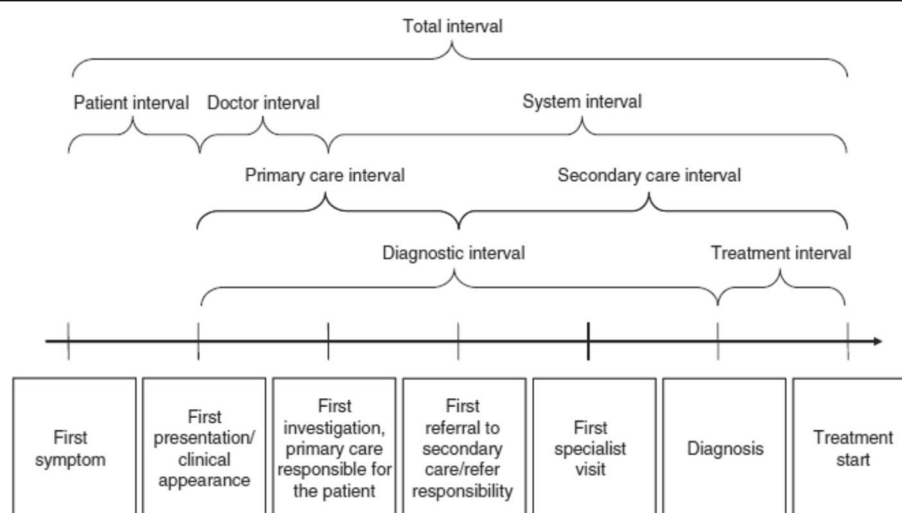 Total interval
Patient interval Doctor interval System interval
Primary care interval Secondary care interval
Diagnostic interval Treatment interval
First
symptom
First
presentation/
clinical
appearance
First
investigation,
primary care
responsible for
the patient
First
referral to
secondary
care/refer
responsibility
First
specialist
visit
Diagnosis
Treatment
start